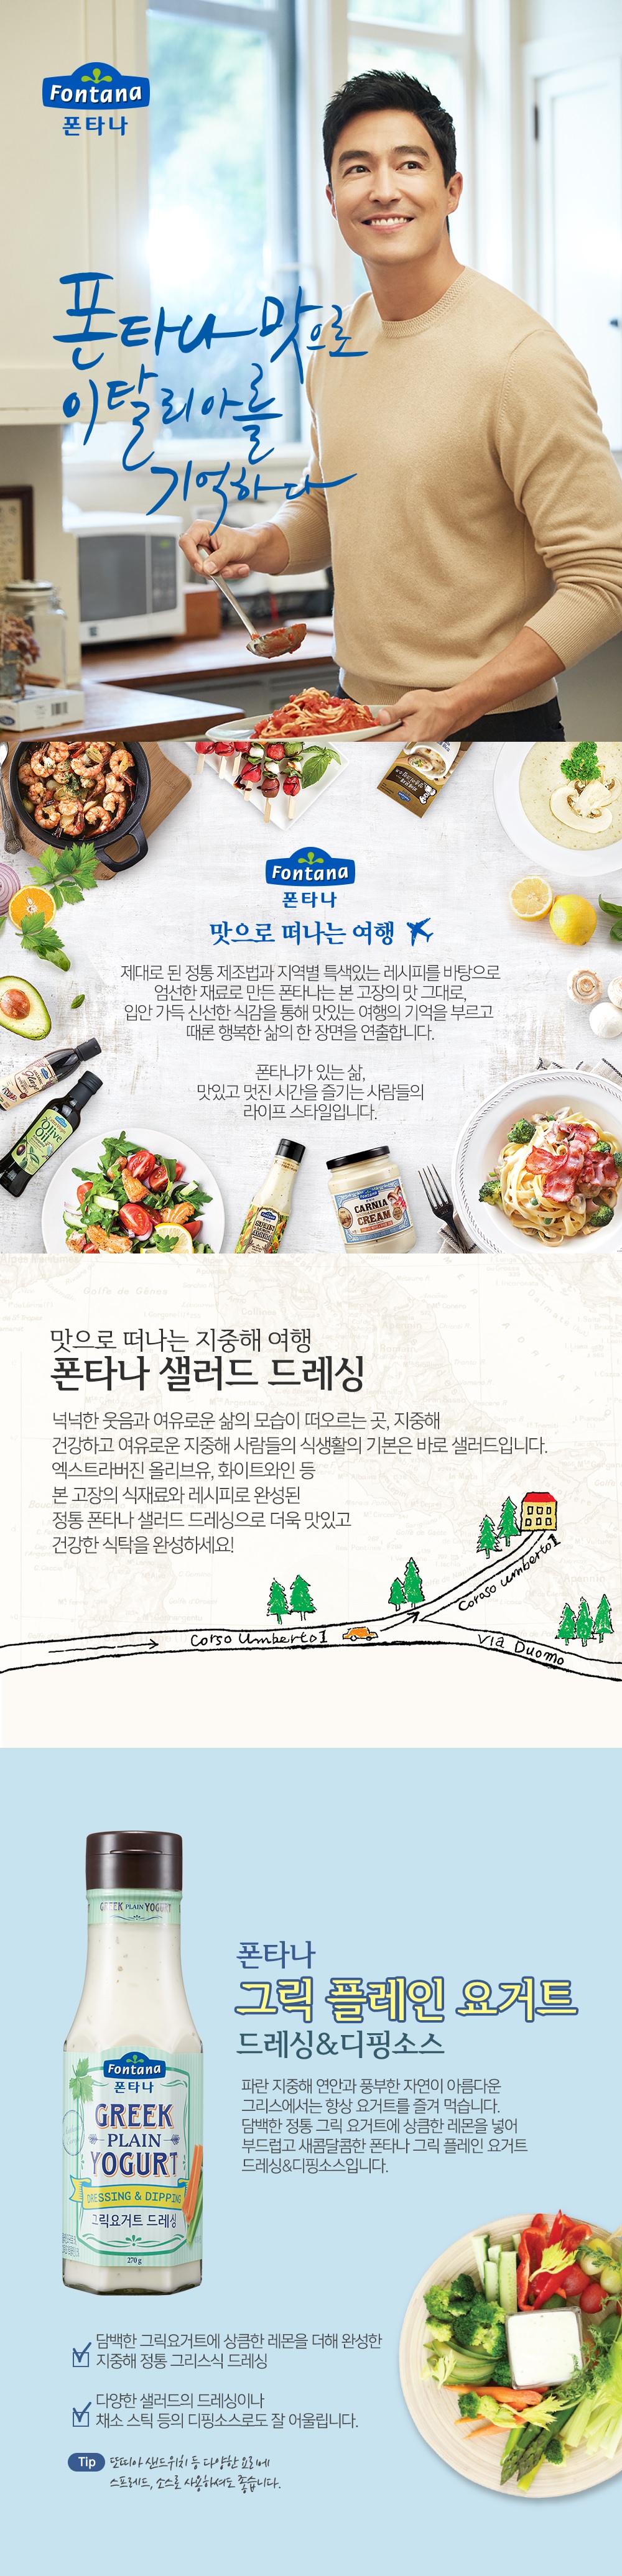 Fontana
폰타나
폰타나 맛으로
이탈리아를
기억하다
Fontana
폰타나
맛으로 떠나는 여행
제대로 된 정통 제조법과 지역별 특색있는 레시피를 바탕으로
엄선한 재료로 만든 폰타나는 본 고장의 맛 그대로,
입안 가득 신선한 식감을 통해 맛있는 여행의 기억을 부르고
때론 행복한 삶의 한 장면을 연출합니다.
폰타나가 있는 삶,
맛있고 멋진 시간을 즐기는 사람들의
라이프 스타일입니다.
Olive Oil
CARNIA
CREAM
맛으로 떠나는 지중해 여행
폰타나 샐러드 드레싱
넉넉한 웃음과 여유로운 삶의 모습이 떠오르는 곳, 지중해
건강하고 여유로운 지중해 사람들의 식생활의 기본은 바로 샐러드입니다.
엑스트라버진 올리브유, 화이트와인 등
본 고장의 식재료와 레시피로 완성된
정통 폰타나 샐러드 드레싱으로 더욱 맛있고
건강한 식탁을 완성하세요!
Coroso umberto I
Corso Umberto I
Via Duomo
GREEK PLAIN YOGURT
Fontana
폰타나
GREEK
PLAIN
YOGURT
DRESSING & DIPPING
그릭요거트 드레싱
270g
폰타나
그릭 플레인 요거트
드레싱&디핑소스
파란 지중해 연안과 풍부한 자연이 아름다운
그리스에서는 항상 요거트를 즐겨 먹습니다.
담백한 정통 그릭 요거트에 상큼한 레몬을 넣어
부드럽고 새콤달콤한 폰타나 그릭 플레인 요거트
드레싱&디핑소스입니다.
담백한 그릭요거트에 상큼한 레몬을 더해 완성한
지중해 정통 그리스식 드레싱
다양한 샐러드의 드레싱이나
채소 스틱 등의 디핑소스로도 잘 어울립니다.
Tip 또띠아 샌드위치 등 다양한 요리에
스프레드, 소스로 사용하셔도 좋습니다.